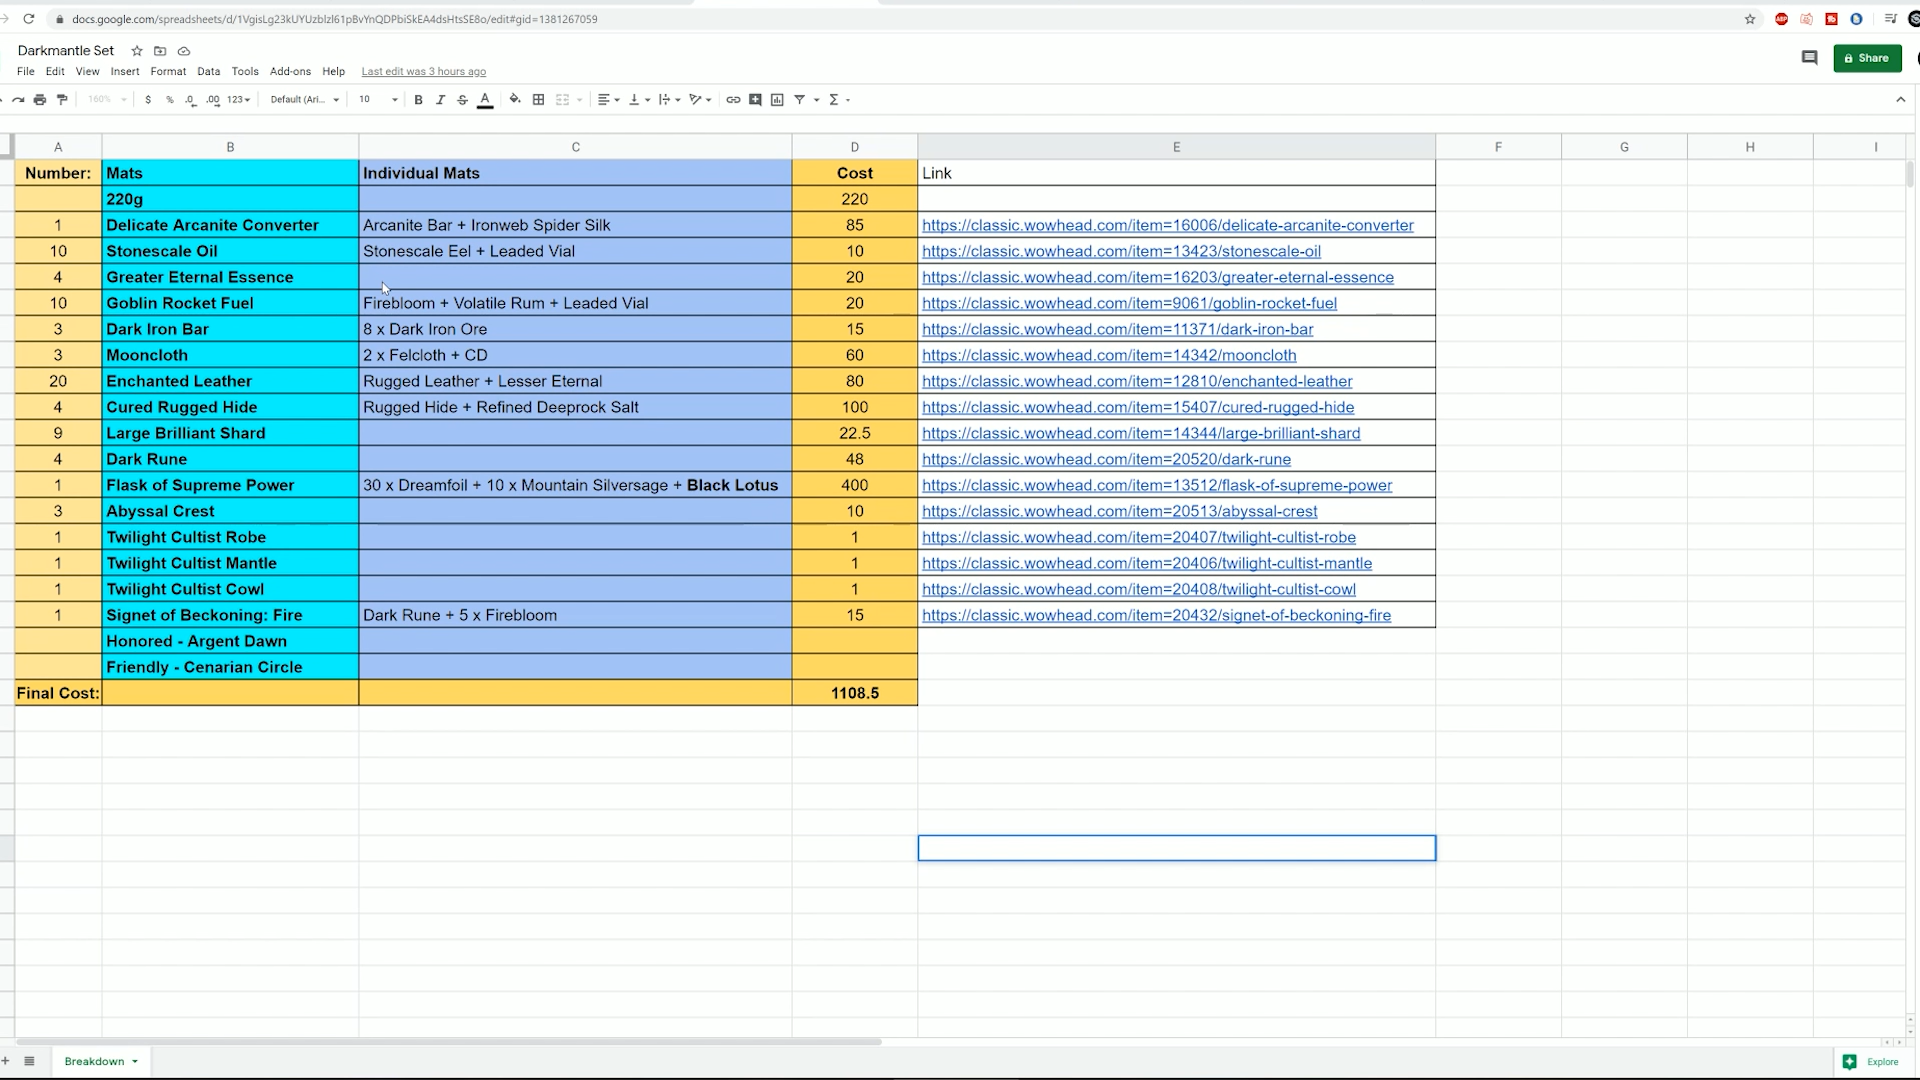 docs.google.com/spreadsheets/d/1VgisLg23kUYUzblzl61pBvYnQDPbiSkEA4dsHtsSE8o/edit#gid=1381267059
ABP
Darkmantle Set
File Edit View Insert Format Data Tools Add-ons Help Last edit was 3 hours ago
Share
160% $ % .0 .00 123 Default (Ari... 10 B I S A
A B C D E F G H I
Number: Mats Individual Mats Cost Link
220g 220
1 Delicate Arcanite Converter Arcanite Bar + Ironweb Spider Silk 85 https://classic.wowhead.com/item=16006/delicate-arcanite-converter
10 Stonescale Oil Stonescale Eel + Leaded Vial 10 https://classic.wowhead.com/item=13423/stonescale-oil
4 Greater Eternal Essence 20 https://classic.wowhead.com/item=16203/greater-eternal-essence
10 Goblin Rocket Fuel Firebloom + Volatile Rum + Leaded Vial 20 https://classic.wowhead.com/item=9061/goblin-rocket-fuel
3 Dark Iron Bar 8 x Dark Iron Ore 15 https://classic.wowhead.com/item=11371/dark-iron-bar
3 Mooncloth 2 x Felcloth + CD 60 https://classic.wowhead.com/item=14342/mooncloth
20 Enchanted Leather Rugged Leather + Lesser Eternal 80 https://classic.wowhead.com/item=12810/enchanted-leather
4 Cured Rugged Hide Rugged Hide + Refined Deeprock Salt 100 https://classic.wowhead.com/item=15407/cured-rugged-hide
9 Large Brilliant Shard 22.5 https://classic.wowhead.com/item=14344/large-brilliant-shard
4 Dark Rune 48 https://classic.wowhead.com/item=20520/dark-rune
1 Flask of Supreme Power 30 x Dreamfoil + 10 x Mountain Silversage + Black Lotus 400 https://classic.wowhead.com/item=13512/flask-of-supreme-power
3 Abyssal Crest 10 https://classic.wowhead.com/item=20513/abyssal-crest
1 Twilight Cultist Robe 1 https://classic.wowhead.com/item=20407/twilight-cultist-robe
1 Twilight Cultist Mantle 1 https://classic.wowhead.com/item=20406/twilight-cultist-mantle
1 Twilight Cultist Cowl 1 https://classic.wowhead.com/item=20408/twilight-cultist-cowl
1 Signet of Beckoning: Fire Dark Rune + 5 x Firebloom 15 https://classic.wowhead.com/item=20432/signet-of-beckoning-fire
Honored - Argent Dawn
Friendly - Cenarian Circle
Final Cost: 1108.5
Breakdown
Explore